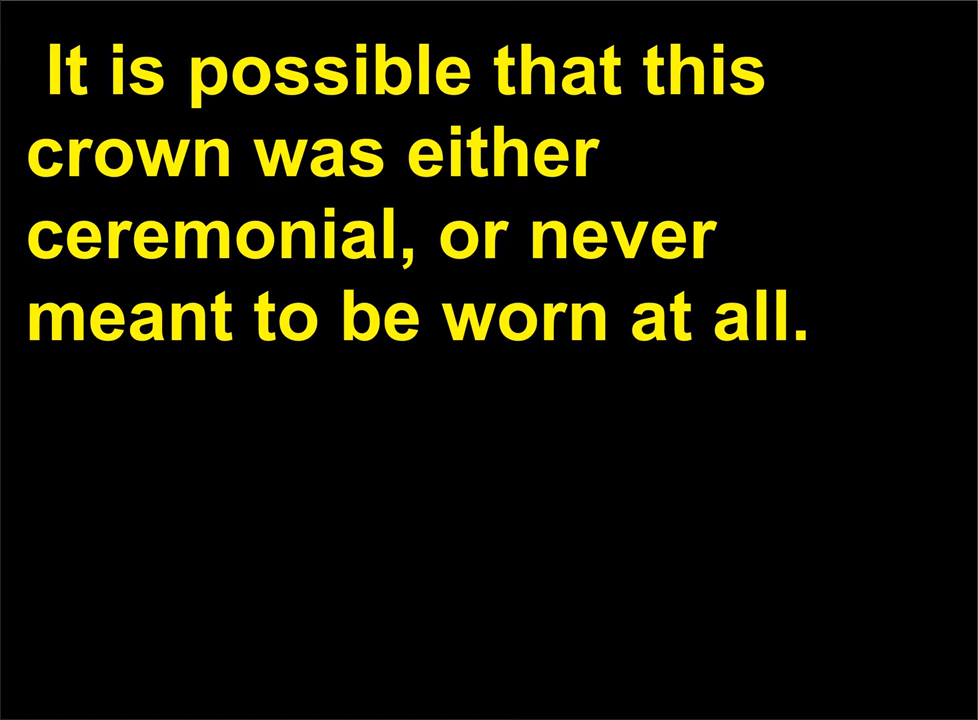 It is possible that this
crown was either
ceremonial, or never
meant to be worn at all.